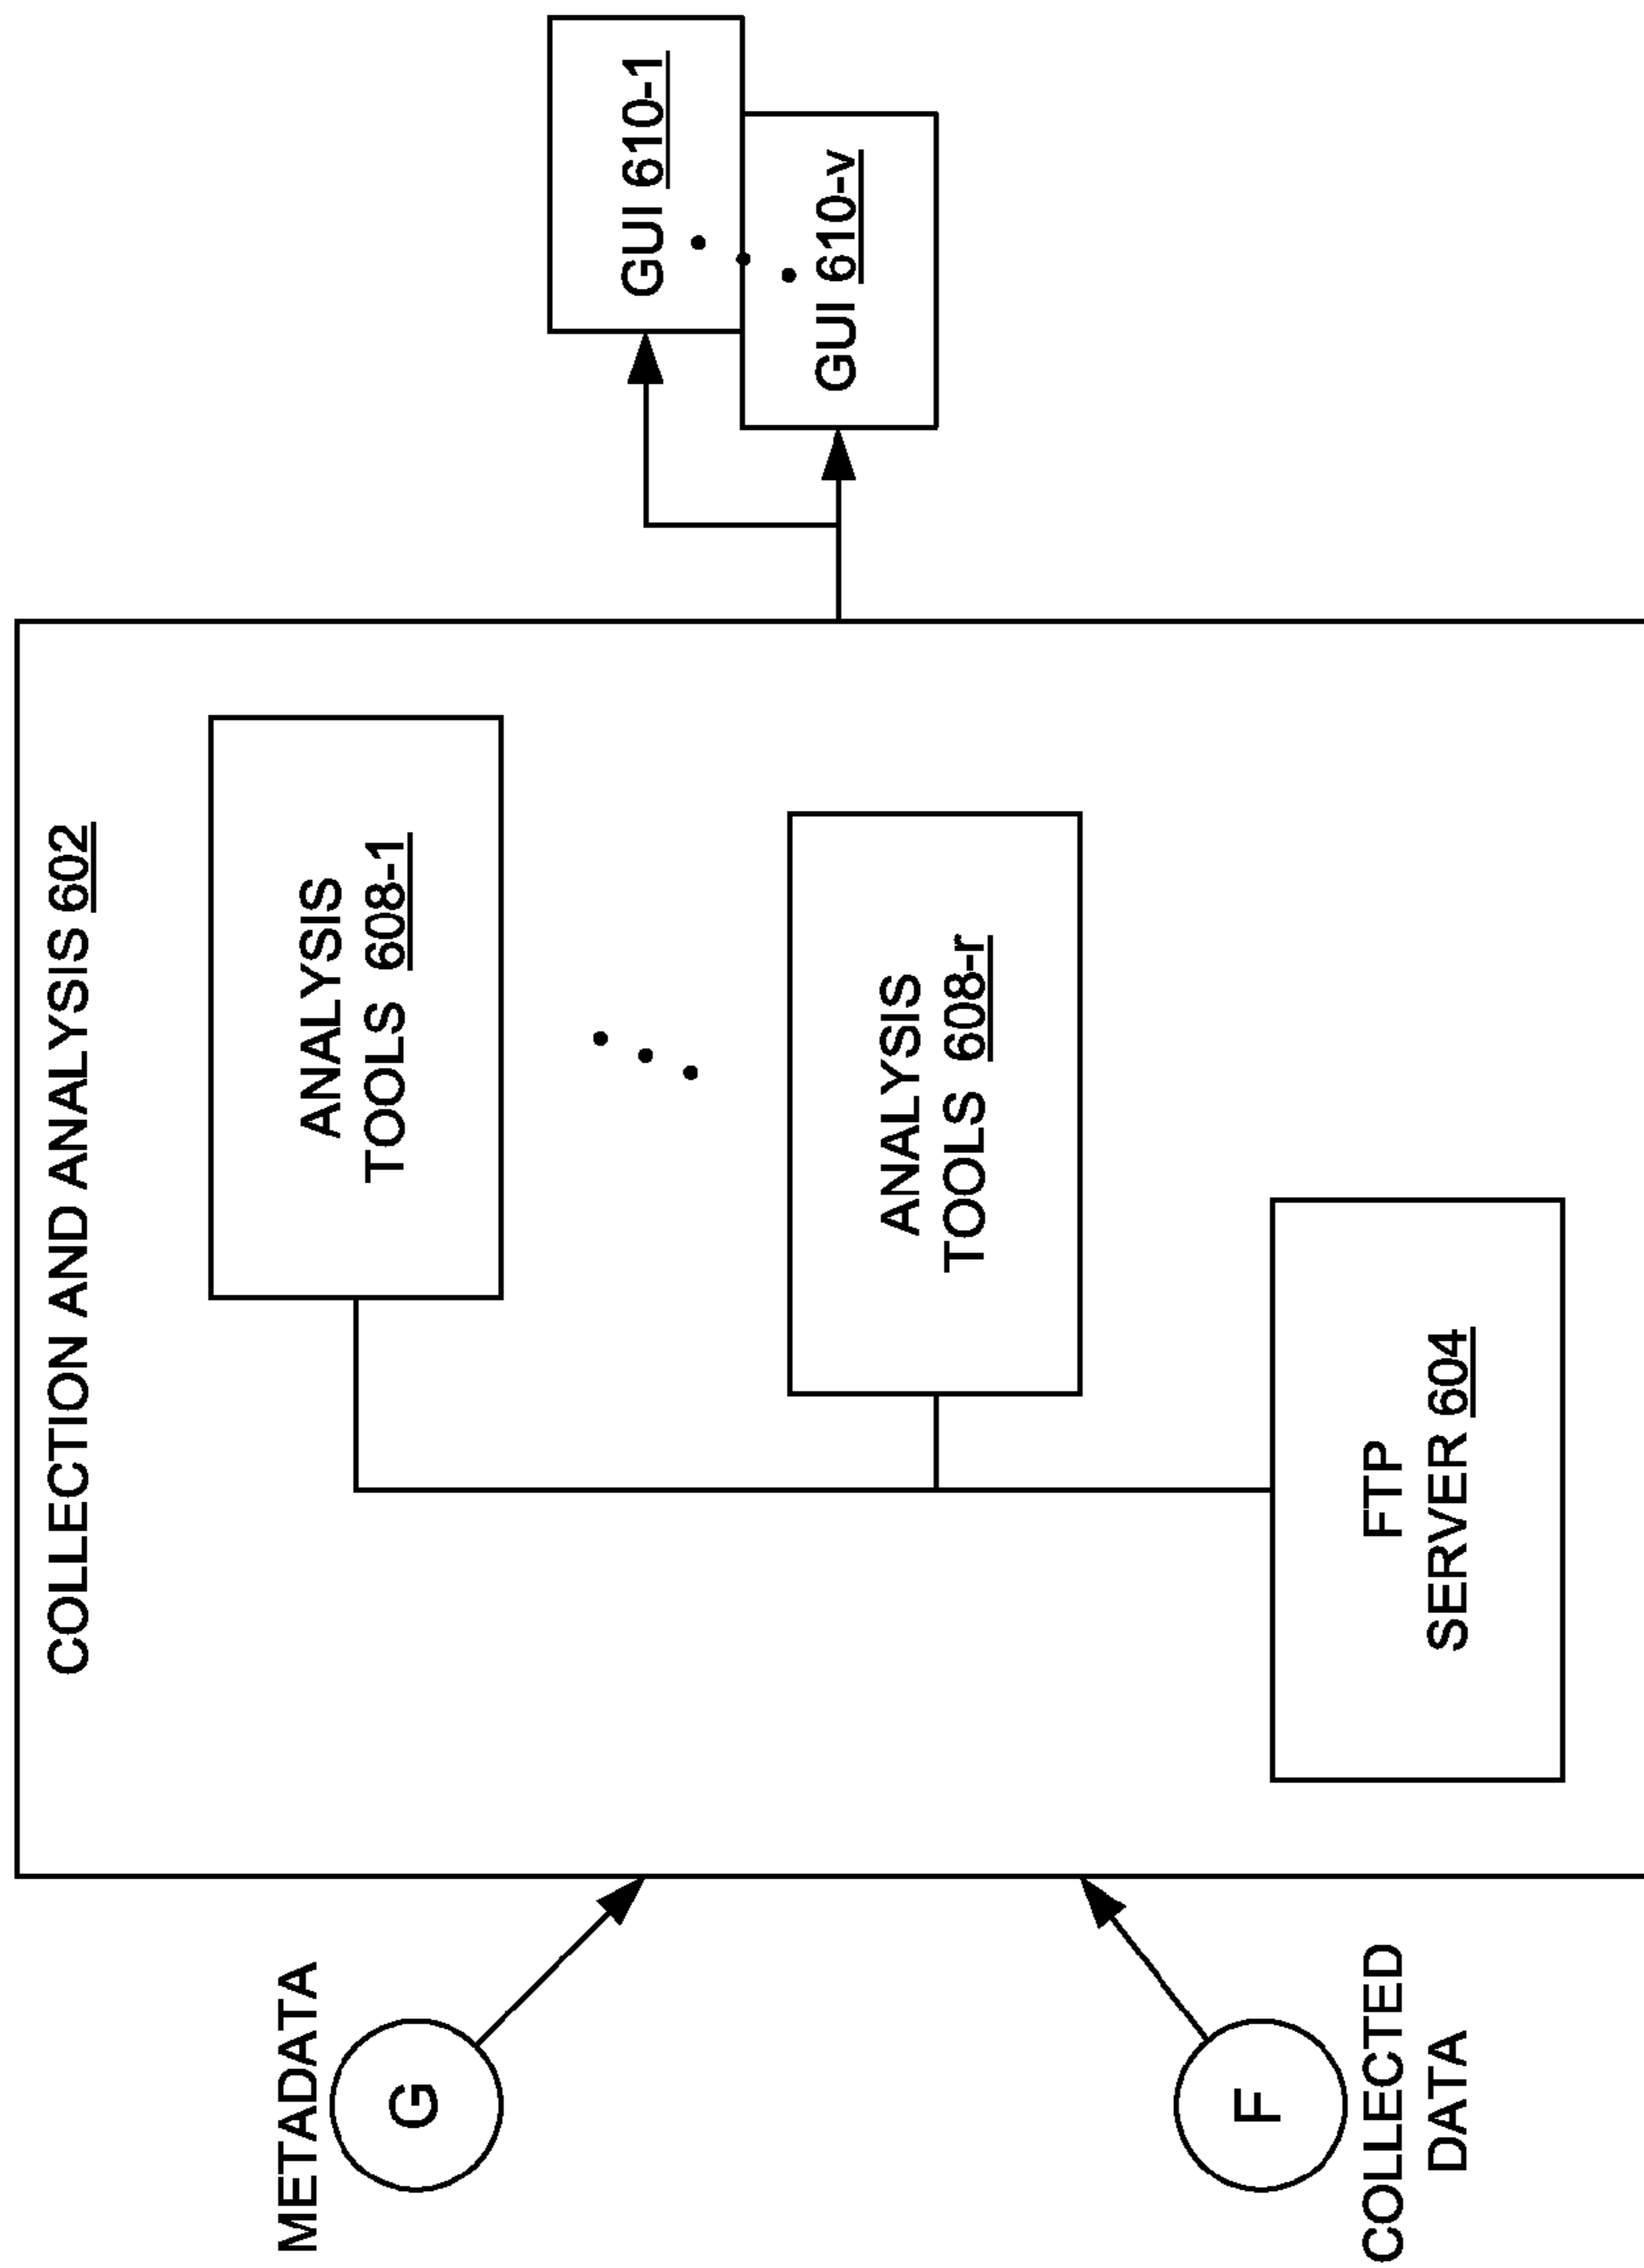 COLLECTION AND ANALYSIS 602
METADATA
G
ANALYSIS
TOOLS 608-1
GUI 610-1
GUI 610-v
ANALYSIS
TOOLS 608-r
F
COLLECTED
DATA
FTP
SERVER 604